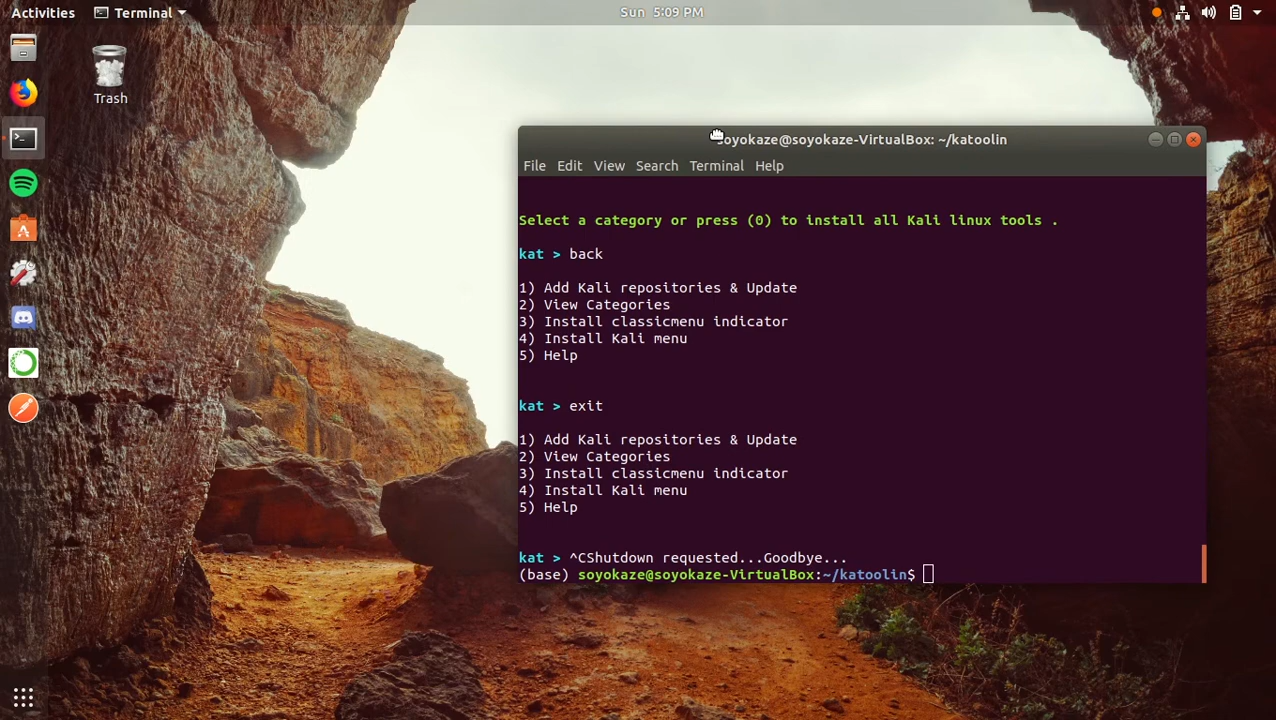 Activities
Terminal
Sun 5:09 PM
Trash
soyokaze@soyokaze-VirtualBox: ~/katoolin
File Edit View Search Terminal Help
Select a category or press (0) to install all Kali linux tools .
kat > back
1) Add Kali repositories & Update
2) View Categories
3) Install classicmenu indicator
4) Install Kali menu
5) Help
kat > exit
1) Add Kali repositories & Update
2) View Categories
3) Install classicmenu indicator
4) Install Kali menu
5) Help
kat > ^CShutdown requested...Goodbye...
(base) soyokaze@soyokaze-VirtualBox:~/katoolin$